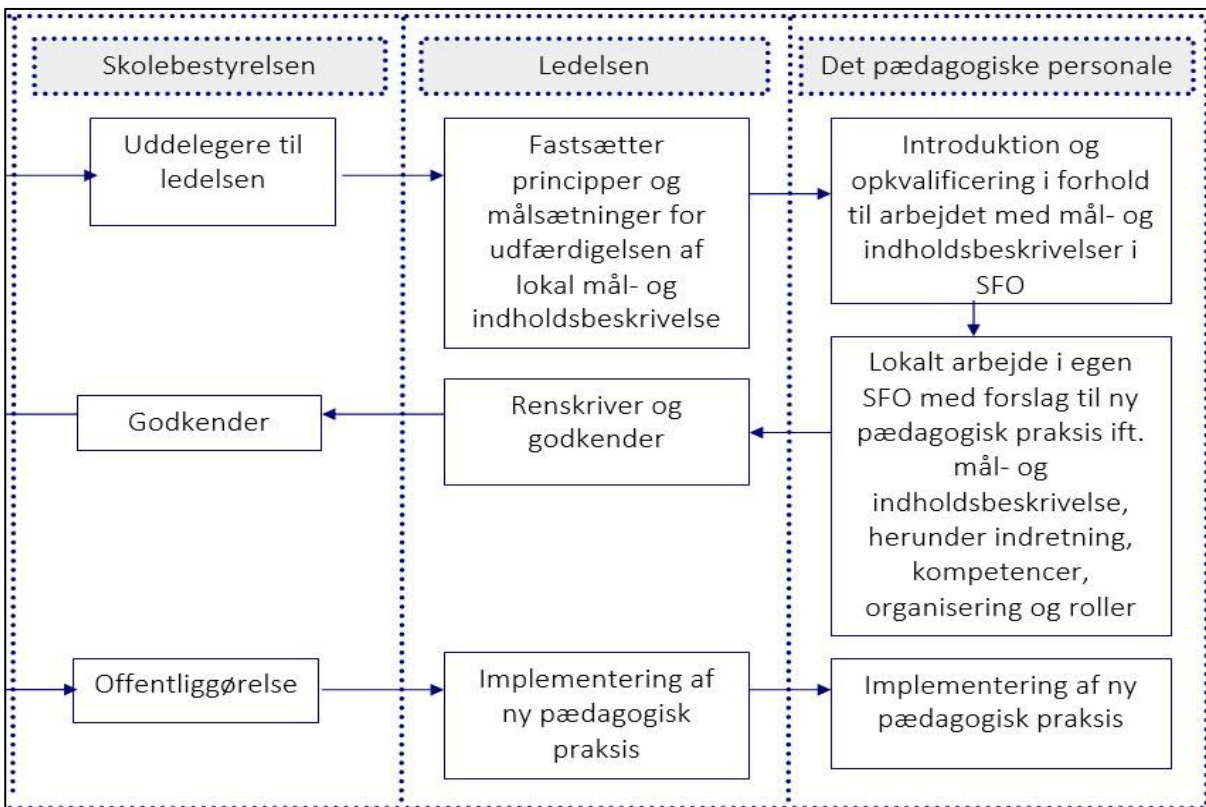 Skolebestyrelsen
Ledelsen
Det pædagogiske personale
Uddelegere til
ledelsen
Fastsætter
principper og
målsætninger for
udfærdigelsen af
lokal mål- og
indholdsbeskrivelse
Introduktion og
opkvalificering i forhold
til arbejdet med mål- og
indholdsbeskrivelser i
SFO
Godkender
Renskriver og
godkender
Lokalt arbejde i egen
SFO med forslag til ny
pædagogisk praksis ift.
mål- og
indholdsbeskrivelse,
herunder indretning,
kompetencer,
organisering og roller
Offentliggørelse
Implementering af
ny pædagogisk
praksis
Implementering af ny
pædagogisk praksis